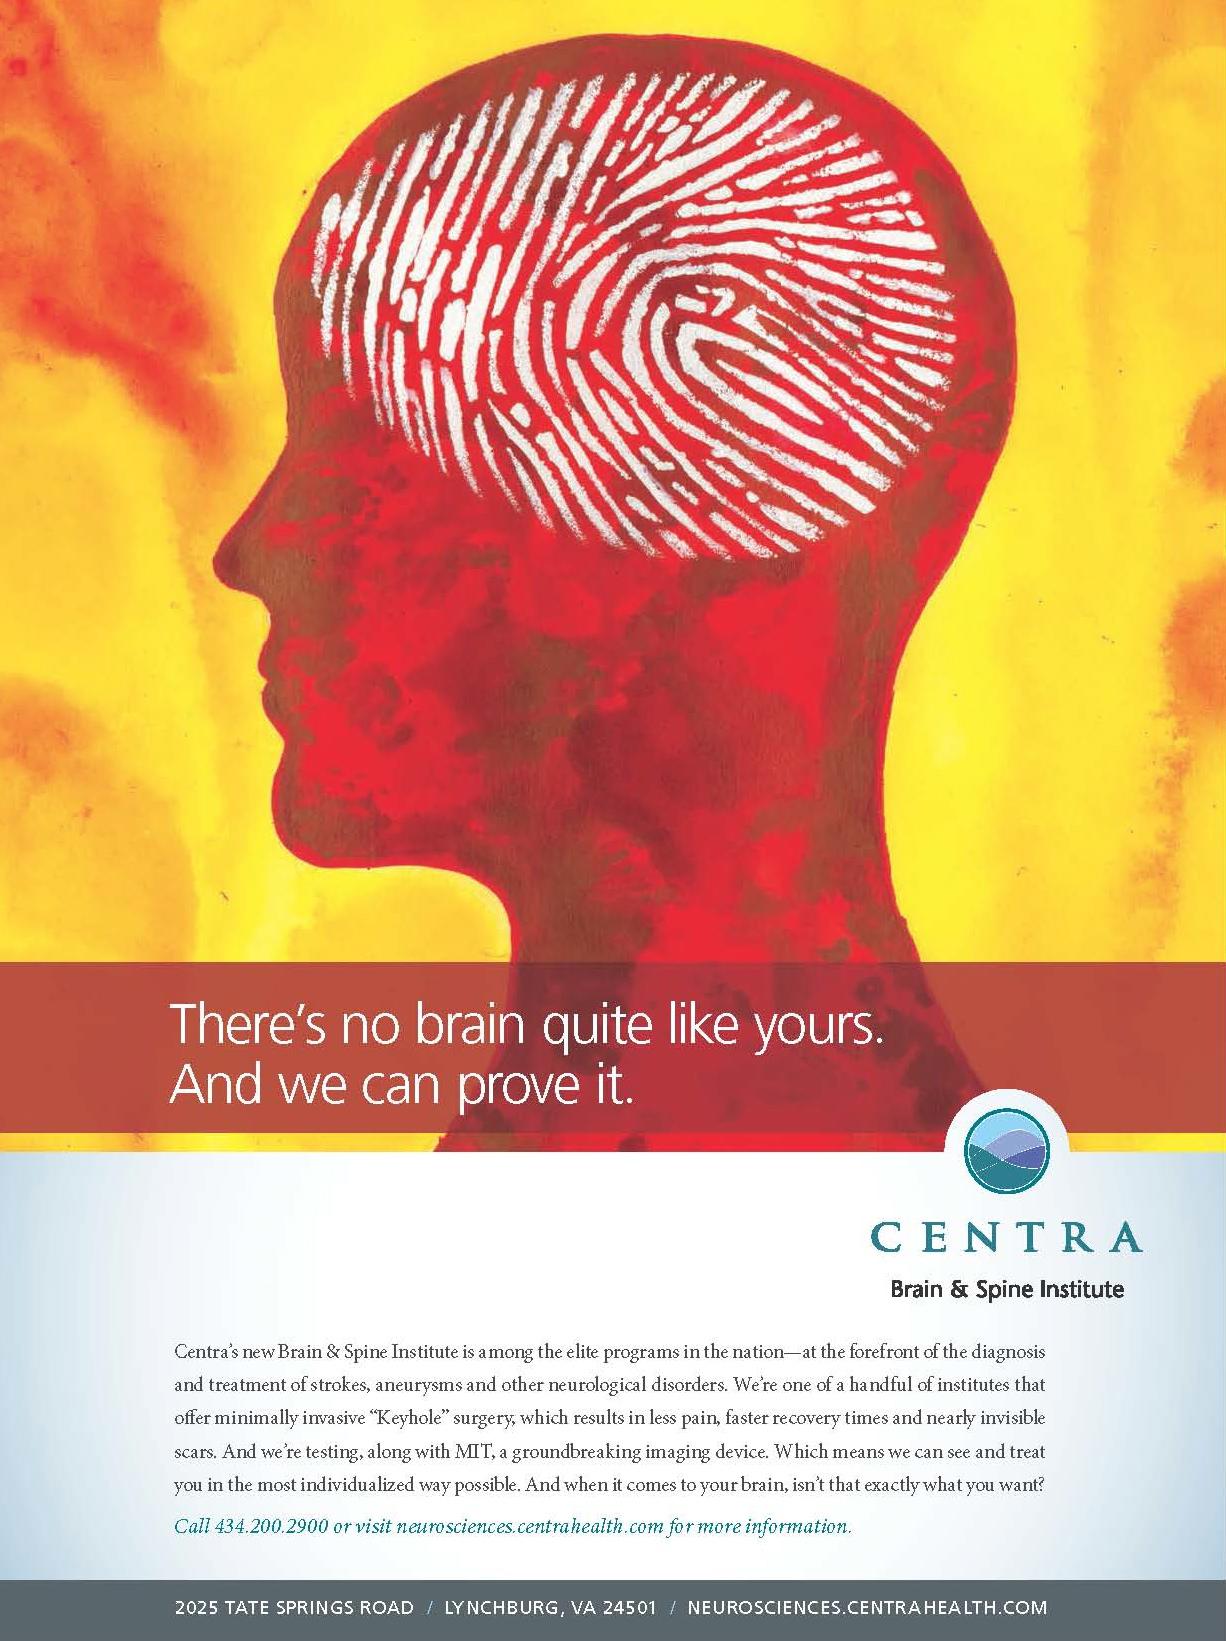 There's no brain quite like yours.
And we can prove it.
CENTRA
Brain & Spine Institute
Centra's new Brain & Spine Institute is among the elite programs in the nation—at the forefront of the diagnosis
and treatment of strokes, aneurysms and other neurological disorders. We're one of a handful of institutes that
offer minimally invasive “Keyhole” surgery, which results in less pain, faster recovery times and nearly invisible
scars. And we're testing, along with MIT, a groundbreaking imaging device. Which means we can see and treat
you in the most individualized way possible. And when it comes to your brain, isn't that exactly what you want?
Call 434.200.2900 or visit neurosciences.centrahealth.com for more information.
2025 TATE SPRINGS ROAD / LYNCHBURG, VA 24501 / NEUROSCIENCES.CENTRAHEALTH.COM